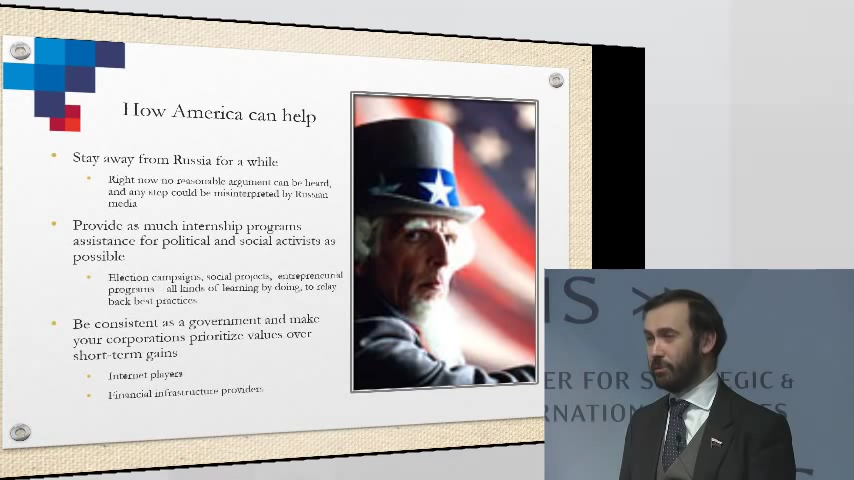 How America can help
• Stay away from Russia for a while
• Right now no reasonable argument can be heard,
and any step could be misinterpreted by Russian
media
• Provide as much internship programs
assistance for political and social activists as
possible
• Election campaigns, social projects, entrepreneurial
programs – all kinds of learning by doing, to relay
back best practices
• Be consistent as a government and make
your corporations prioritize values over
short-term gains
• Internet players
• Financial infrastructure providers
IS
ER FOR S EGIC &
RNATION ES
S